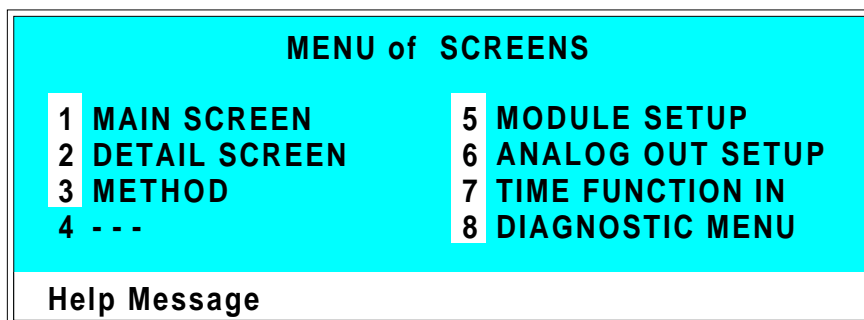 MENU of SCREENS
1 MAIN SCREEN
2 DETAIL SCREEN
3 METHOD
4 - - -
5 MODULE SETUP
6 ANALOG OUT SETUP
7 TIME FUNCTION IN
8 DIAGNOSTIC MENU
Help Message